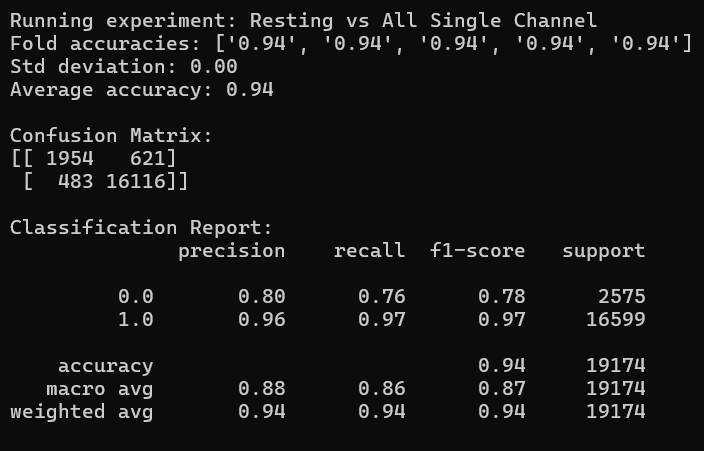 Running experiment: Resting vs All Single Channel
Fold accuracies: ['0.94', '0.94', '0.94', '0.94', '0.94']
Std deviation: 0.00
Average accuracy: 0.94

Confusion Matrix:
[[ 1954   621]
 [  483 16116]]

Classification Report:
              precision    recall  f1-score   support

         0.0       0.80      0.76      0.78      2575
         1.0       0.96      0.97      0.97     16599

    accuracy                           0.94     19174
   macro avg       0.88      0.86      0.87     19174
weighted avg       0.94      0.94      0.94     19174